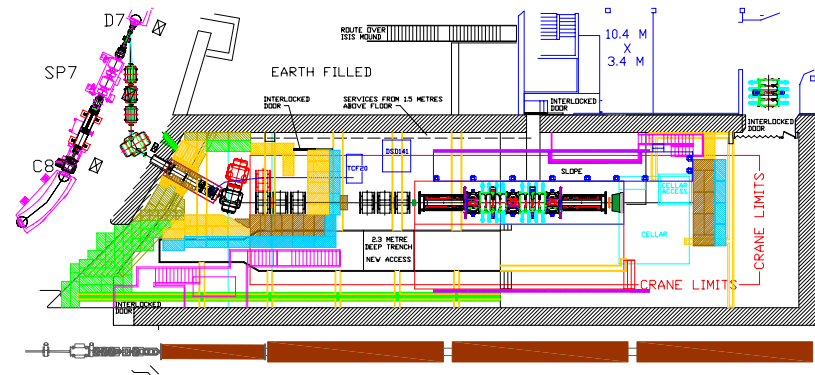 D7
ROUTE OVER
ISIS MOUND
10.4 M
X
3.4 M
SP7
EARTH FILLED
INTERLOCKED
DOOR
SERVICES FROM 1.5 METRES
ABOVE FLOOR
INTERLOCKED
DOOR
INTERLOCKED
DOOR
C8
TCF20
DSD141
SLOPE
CELLAR
ACCESS
CELLAR
2.3 METRE
DEEP TRENCH
NEW ACCESS
CRANE LIMITS
CRANE LIMITS
INTERLOCKED
DOOR